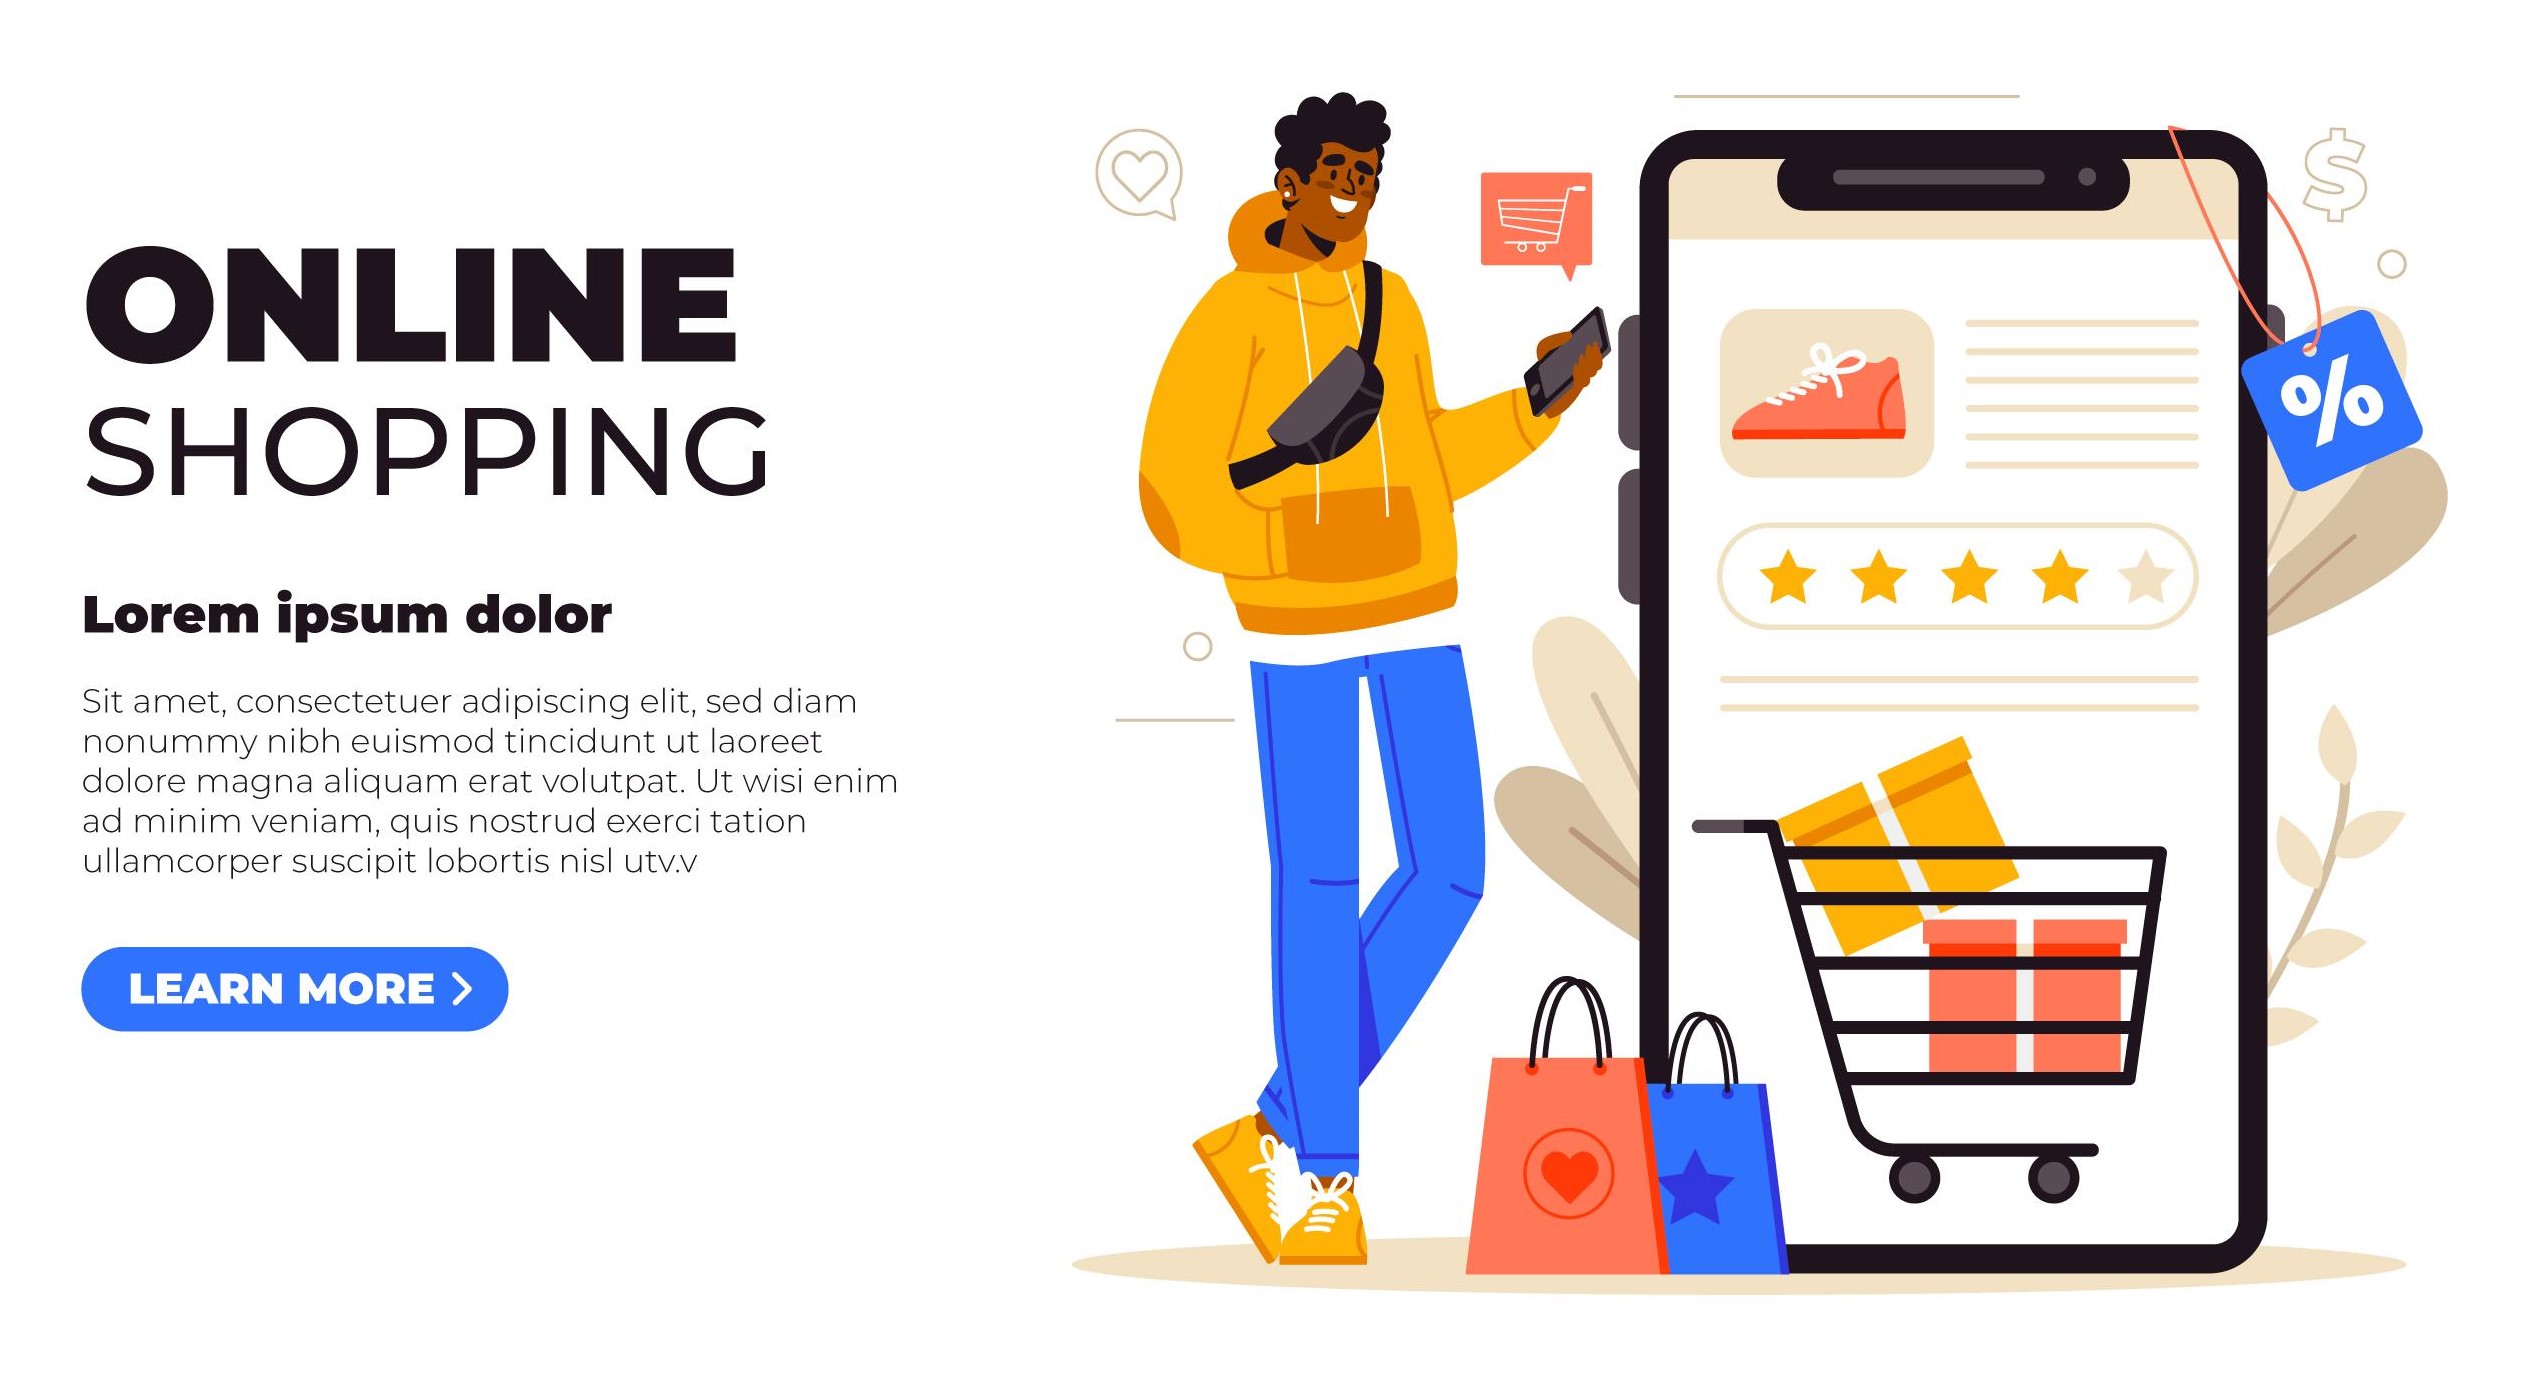 ONLINE
SHOPPING
Lorem ipsum dolor
Sit amet, consectetuer adipiscing elit, sed diam
nonummy nibh euismod tincidunt ut laoreet
dolore magna aliquam erat volutpat. Ut wisi enim
ad minim veniam, quis nostrud exerci tation
ullamcorper suscipit lobortis nisl utv.v
LEARN MORE >
$
%